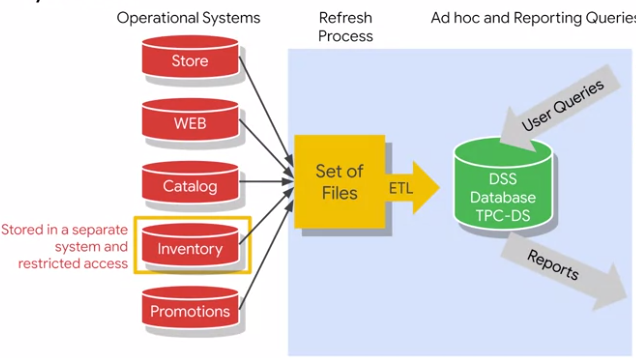 Operational Systems
Refresh
Process
Ad hoc and Reporting Queries
Store
WEB
Catalog
Inventory
Promotions
Stored in a separate
system and
restricted access
Set of
Files
ETL
User Queries
DSS
Database
TPC-DS
Reports